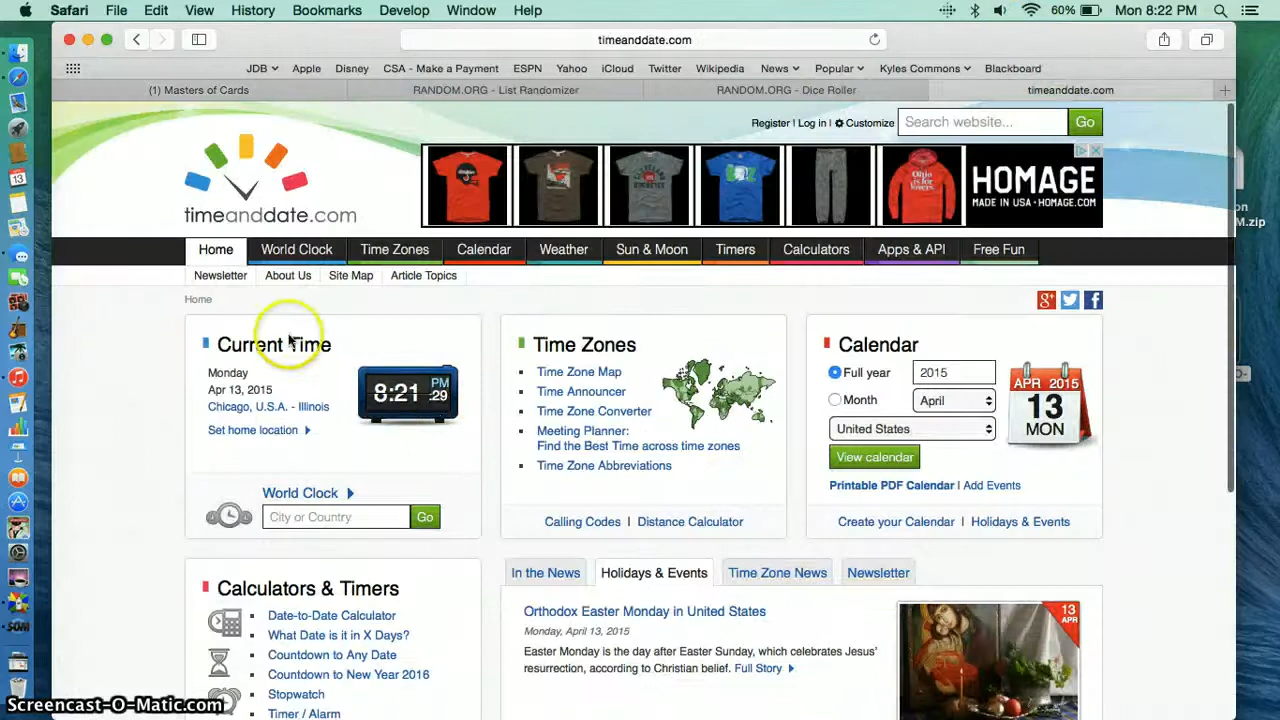 Safari File Edit View History Bookmarks Develop Window Help 60% Mon 8:22 PM
timeanddate.com
JDB Apple Disney CSA - Make a Payment ESPN Yahoo iCloud Twitter Wikipedia News Popular Kyles Commons Blackboard
(1) Masters of Cards RANDOM.ORG - List Randomizer RANDOM.ORG - Dice Roller timeanddate.com
Register | Log in | Customize Search website... Go
timeanddate.com
Ohio is for lovers.
HOMAGE
MADE IN USA • HOMAGE.COM
on
M.zip
Home World Clock Time Zones Calendar Weather Sun & Moon Timers Calculators Apps & API Free Fun
Newsletter About Us Site Map Article Topics
Home
Current Time
Monday
Apr 13, 2015
Chicago, U.S.A. - Illinois
Set home location
8:21 PM 29
World Clock
City or Country Go
Time Zones
Time Zone Map
Time Zone Announcer
Time Zone Converter
Meeting Planner:
Find the Best Time across time zones
Time Zone Abbreviations
Calling Codes | Distance Calculator
Calendar
Full year 2015
Month April
United States
View calendar
APR 2015
13
MON
Printable PDF Calendar | Add Events
Create your Calendar | Holidays & Events
Calculators & Timers
Date-to-Date Calculator
What Date is it in X Days?
Countdown to Any Date
Countdown to New Year 2016
Stopwatch
Timer / Alarm
In the News Holidays & Events Time Zone News Newsletter
Orthodox Easter Monday in United States
Monday, April 13, 2015
Easter Monday is the day after Easter Sunday, which celebrates Jesus'
resurrection, according to Christian belief. Full Story
13
APR
Screencast-O-Matic.com